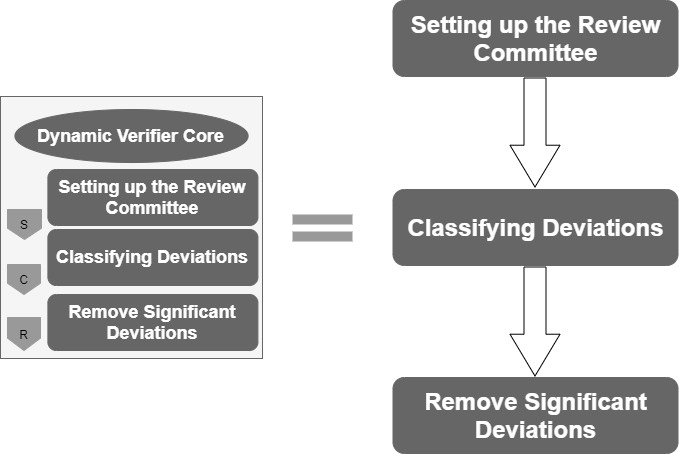 Dynamic Verifier Core
Setting up the Review
Committee
S
Classifying Deviations
C
Remove Significant
Deviations
R
Setting up the Review
Committee
Classifying Deviations
Remove Significant
Deviations